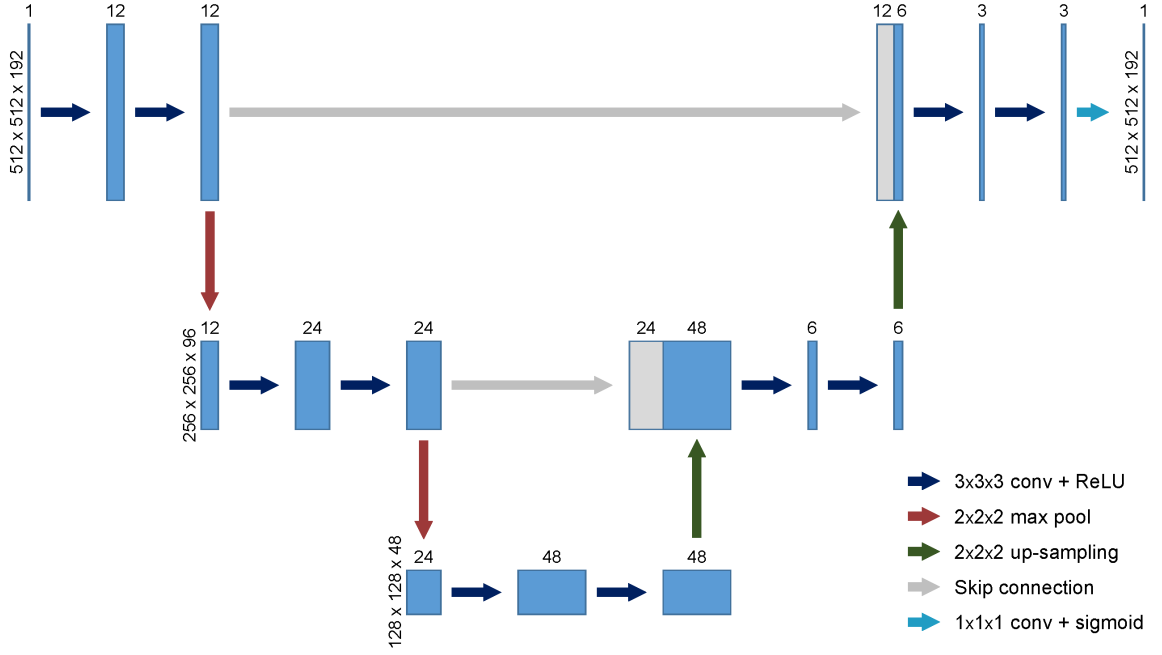 1
12
12
12 6
3
3
1
512 x 512 x 192
512 x 512 x 192
12
24
24
24
48
6
6
256 x 256 x 96
24
48
48
128 x 128 x 48
3x3x3 conv + ReLU
2x2x2 max pool
2x2x2 up-sampling
Skip connection
1x1x1 conv + sigmoid